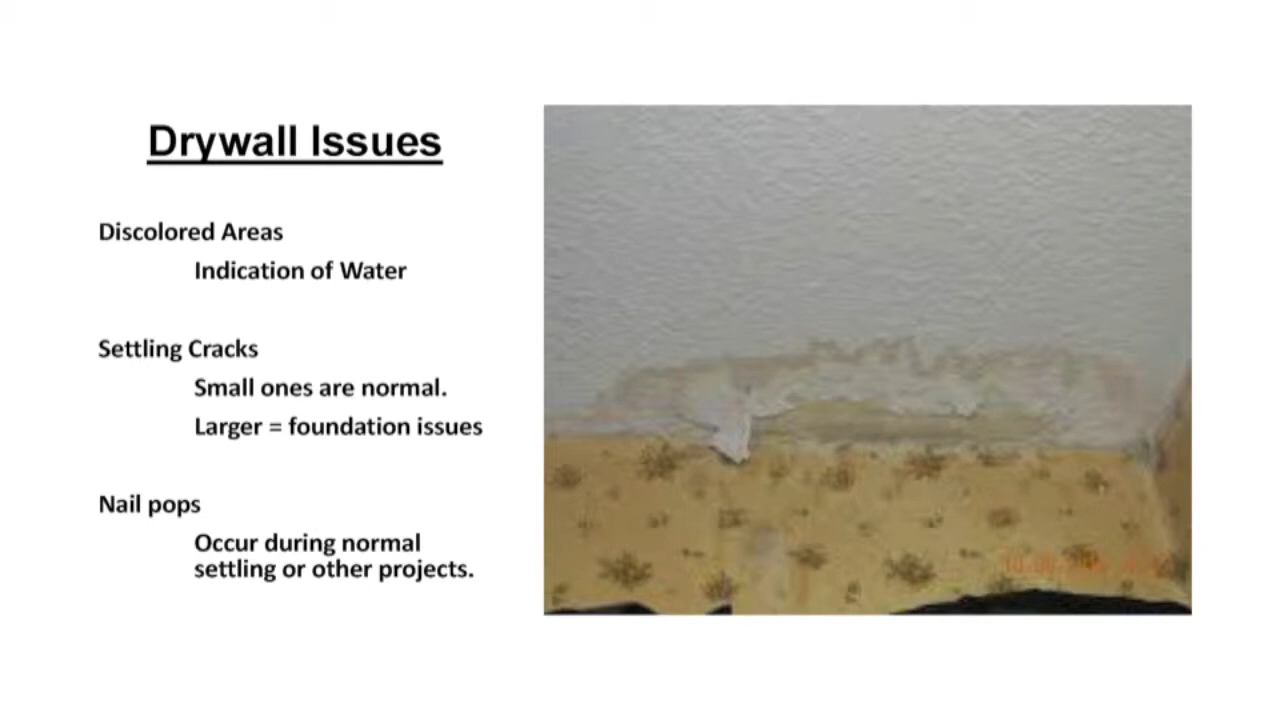 Drywall Issues
Discolored Areas
Indication of Water
Settling Cracks
Small ones are normal.
Larger = foundation issues
Nail pops
Occur during normal
settling or other projects.